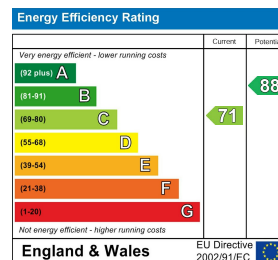 Energy Efficiency Rating
Current Potentia
Very energy efficient - lower running costs
(92 plus) A
(81-91) B
88
(69-80) C
71
(55-68) D
(39-54) E
(21-38) F
(1-20) G
Not energy efficient - higher running costs
England & Wales
EU Directive
2002/91/EC